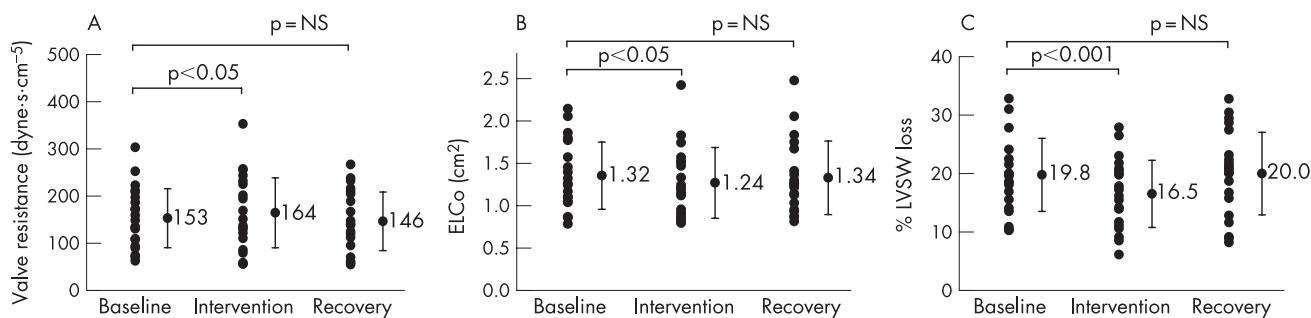 A
p = NS
p<0.05
Valve resistance (dyne·s·cm⁻⁵)
500
400
300
200
100
0
153
164
146
Baseline
Intervention
Recovery
B
p = NS
p<0.05
ELCo (cm²)
2.5
2.0
1.5
1.0
0.5
0.0
1.32
1.24
1.34
Baseline
Intervention
Recovery
C
p = NS
p<0.001
% LVSW loss
40
30
20
10
0
19.8
16.5
20.0
Baseline
Intervention
Recovery